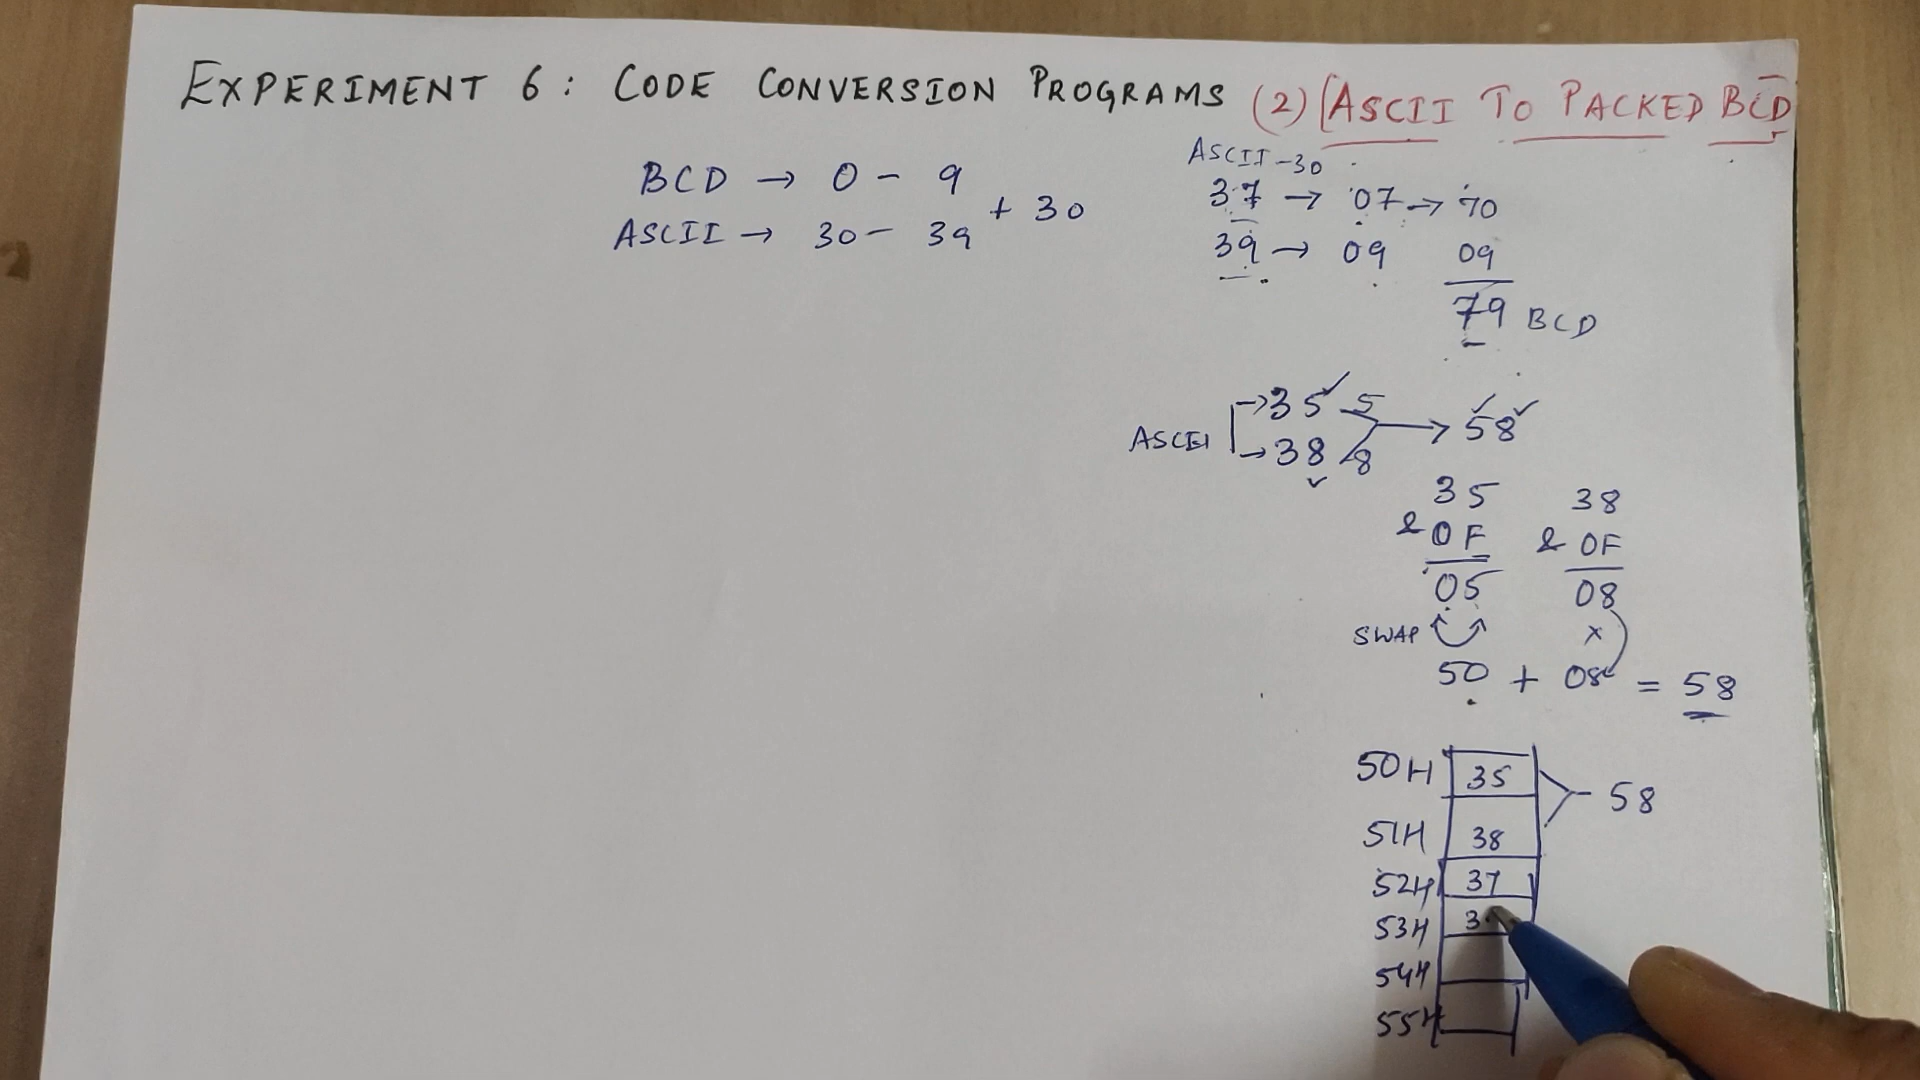 EXPERIMENT 6 : CODE CONVERSION PROGRAMS (2) ASCII TO PACKED BCD
BCD → 0 - 9
ASCII → 30 - 39
+ 30
ASCII -30
37 → 07 → 70
39 → 09 09
79 BCD
ASCII → 35 5
→ 38 8
→ 58
35 38
& 0F & 0F
05 08
SWAP x
50 + 08 = 58
50H 35
58
51H 38
52H 37
53H
54H
55H